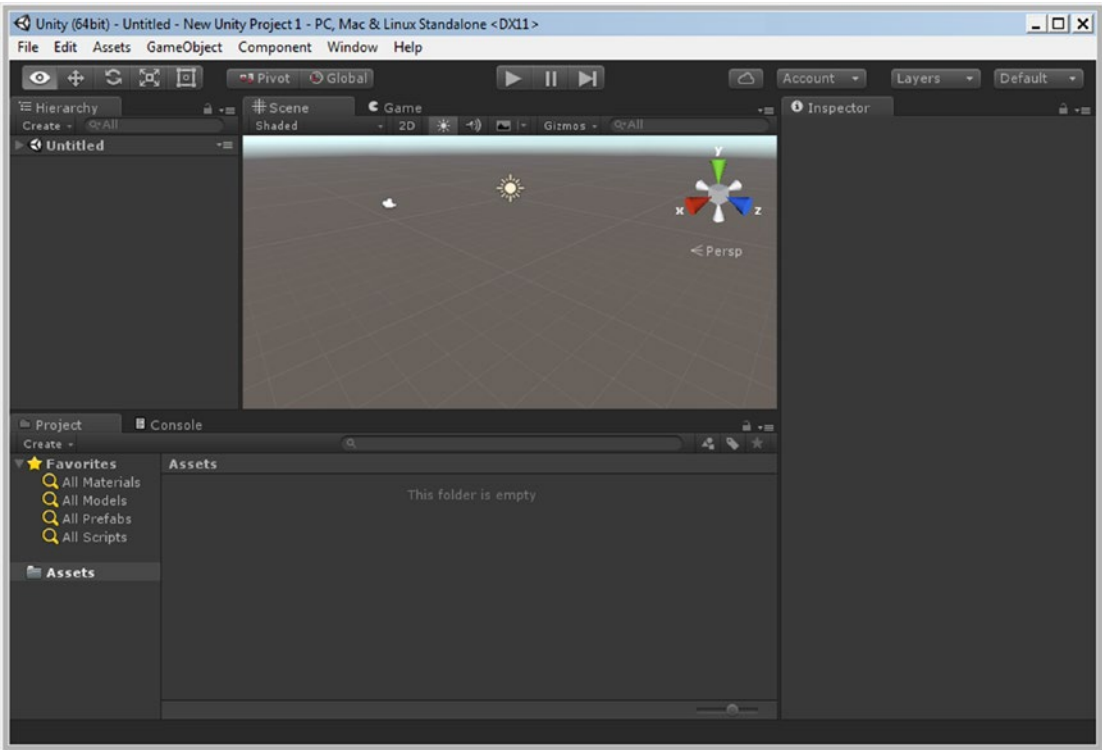 Unity (64bit) - Untitled - New Unity Project 1 - PC, Mac & Linux Standalone <DX11>
File Edit Assets GameObject Component Window Help
Pivot Global Account Layers Default
Hierarchy Scene Game Inspector
Create All Shaded 2D Gizmos All
Untitled
y
x z
Persp
Project Console
Create
Favorites Assets
All Materials
This folder is empty
All Models
All Prefabs
All Scripts
Assets